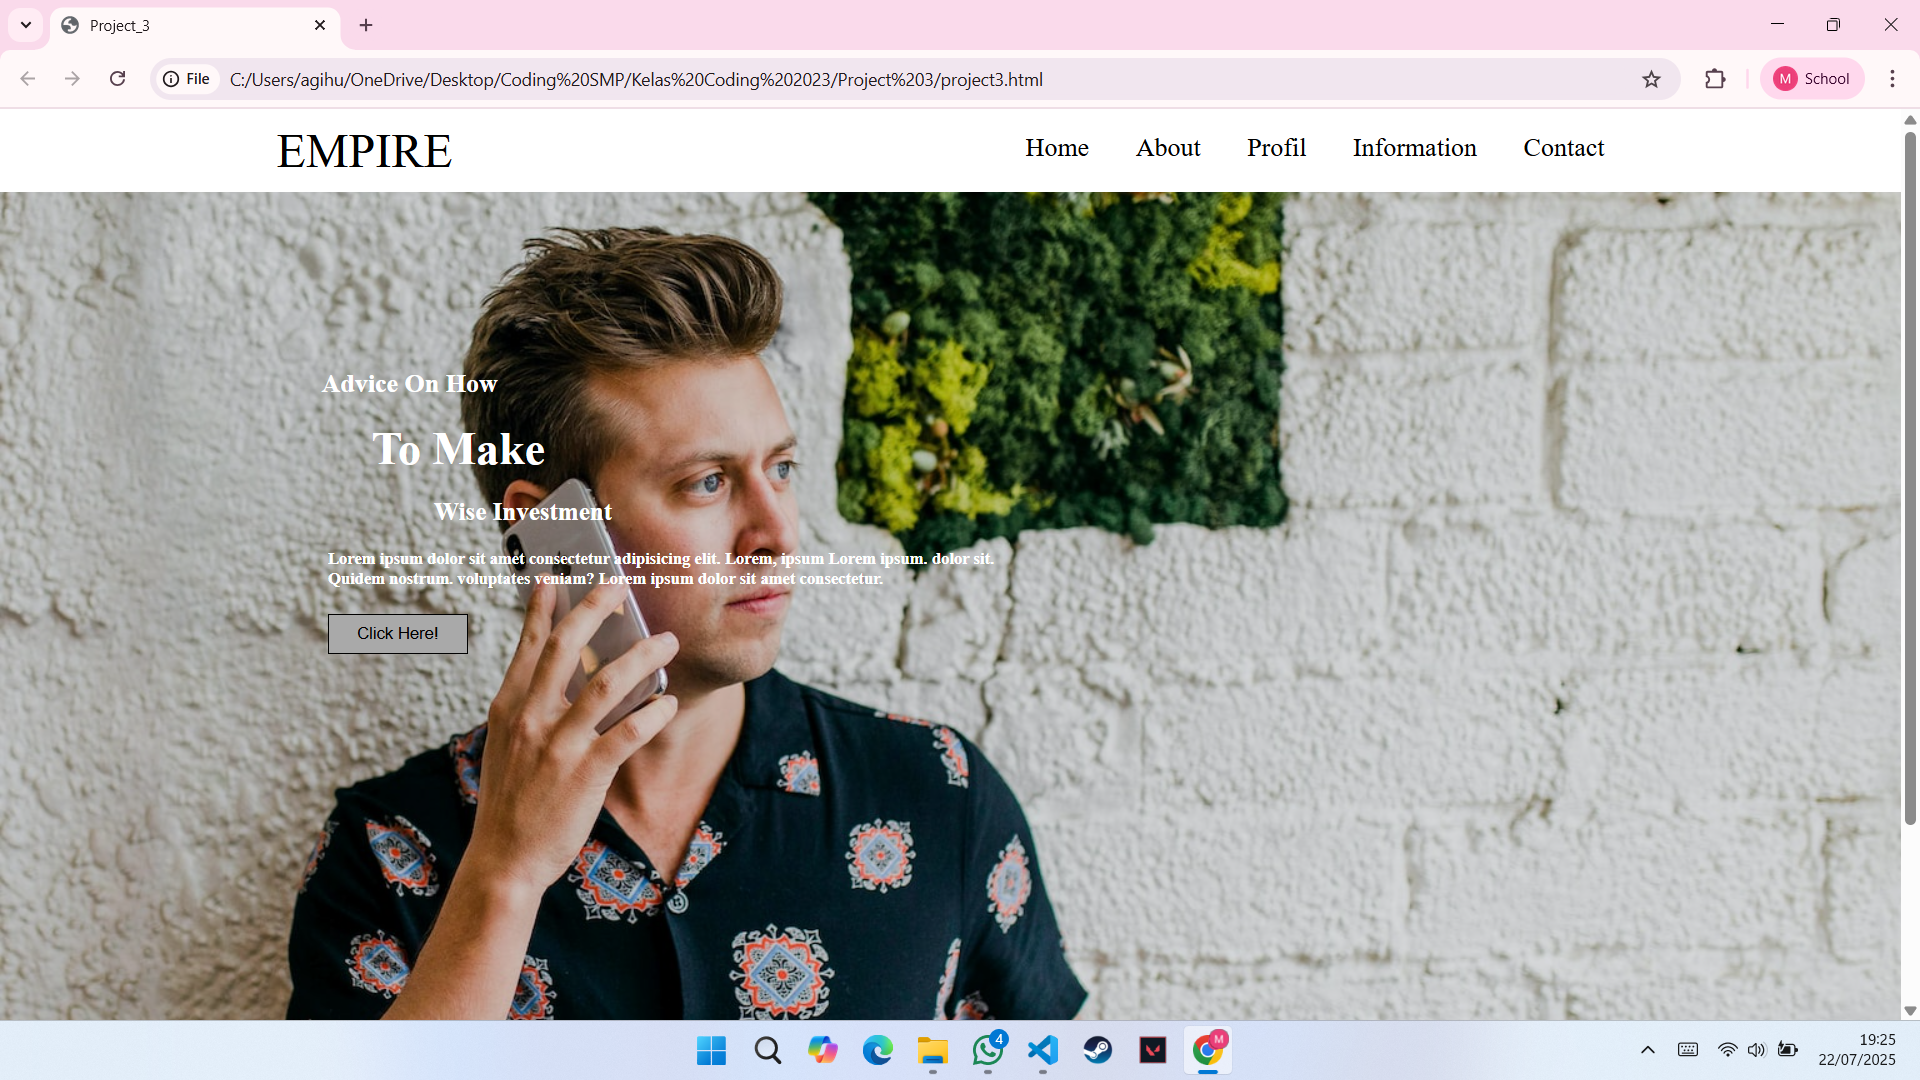 Project_3
File
C:/Users/agihu/OneDrive/Desktop/Coding%20SMP/Kelas%20Coding%202023/Project%203/project3.html
M School
EMPIRE
Home About Profil Information Contact
Advice On How
To Make
Wise Investment
Lorem ipsum dolor sit amet consectetur adipisicing elit. Lorem, ipsum Lorem ipsum. dolor sit.
Quidem nostrum. voluptates veniam? Lorem ipsum dolor sit amet consectetur.
Click Here!
4
M
19:25
22/07/2025